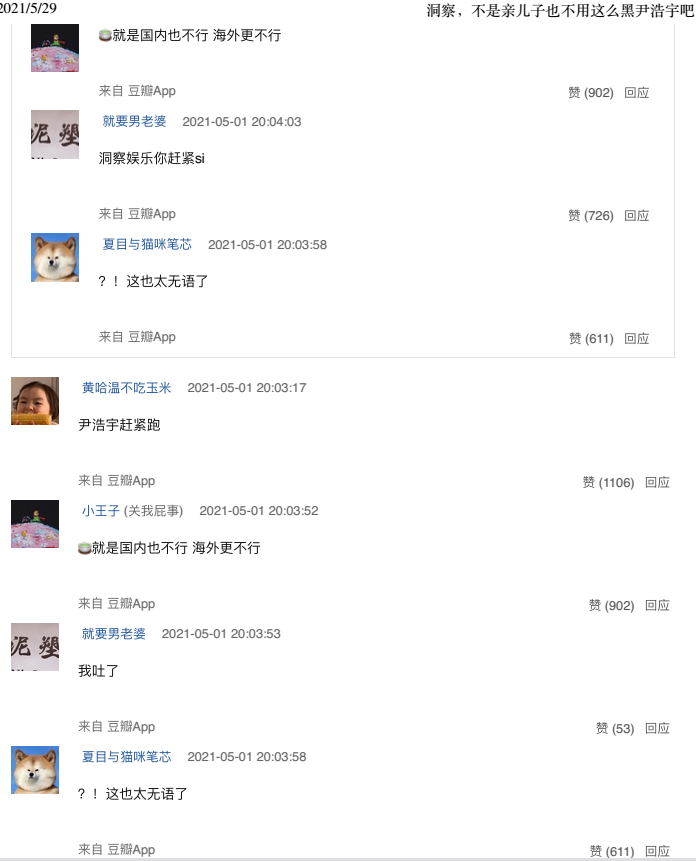 2021/5/29
洞察，不是亲儿子也不用这么黑尹浩宇吧
🍵就是国内也不行 海外更不行
来自 豆瓣App
赞 (902) 回应
就要男老婆 2021-05-01 20:04:03
洞察娱乐你赶紧si
来自 豆瓣App
赞 (726) 回应
夏目与猫咪笔芯 2021-05-01 20:03:58
？！这也太无语了
来自 豆瓣App
赞 (611) 回应
黄哈温不吃玉米 2021-05-01 20:03:17
尹浩宇赶紧跑
来自 豆瓣App
赞 (1106) 回应
小王子 (关我屁事) 2021-05-01 20:03:52
🍵就是国内也不行 海外更不行
来自 豆瓣App
赞 (902) 回应
泥塑
就要男老婆 2021-05-01 20:03:53
我吐了
来自 豆瓣App
赞 (53) 回应
夏目与猫咪笔芯 2021-05-01 20:03:58
？！这也太无语了
来自 豆瓣App
赞 (611) 回应